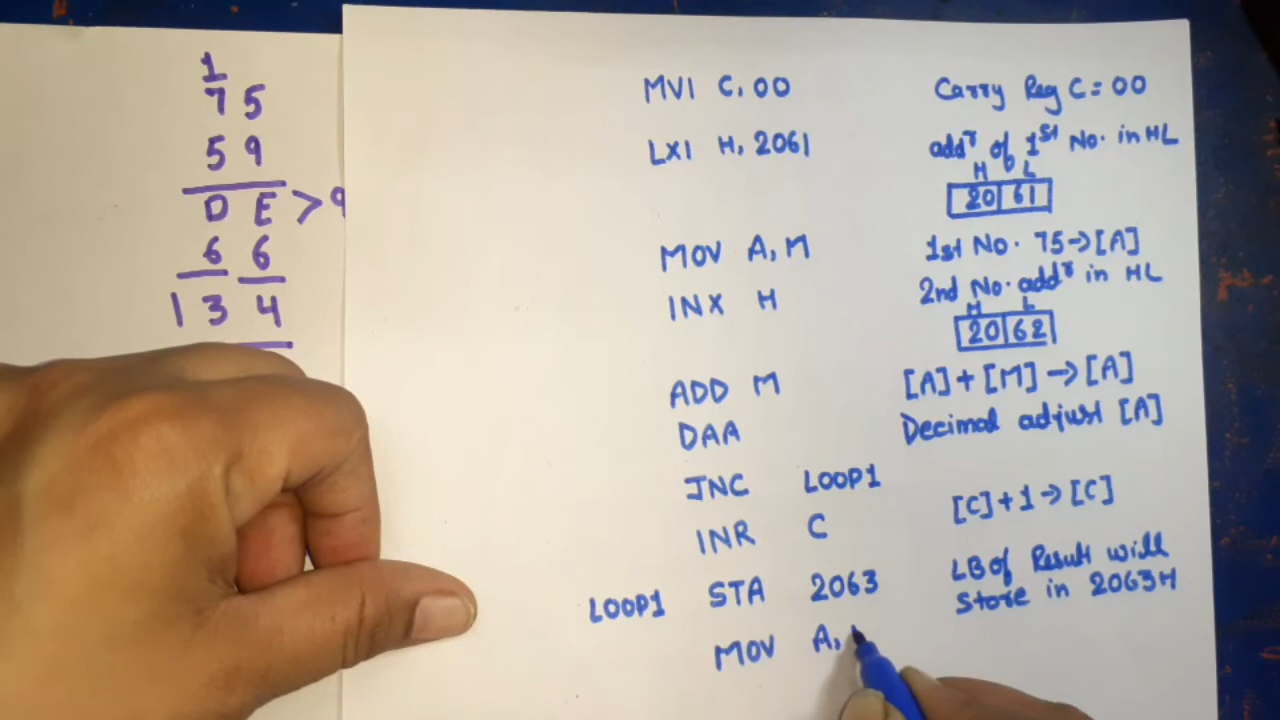 1
75
59
DE > 9
66
134
MVI C, 00 Carry Reg C = 00
LXI H, 2061 addr of 1st No. in HL
H L
20 61
MOV A, M 1st No. 75→[A]
INX H 2nd No. addr in HL
H L
20 62
ADD M [A] + [M] → [A]
DAA Decimal adjust [A]
JNC LOOP1
INR C [C] + 1 → [C]
LOOP1 STA 2063 LB of Result will
Store in 2063H
MOV A,